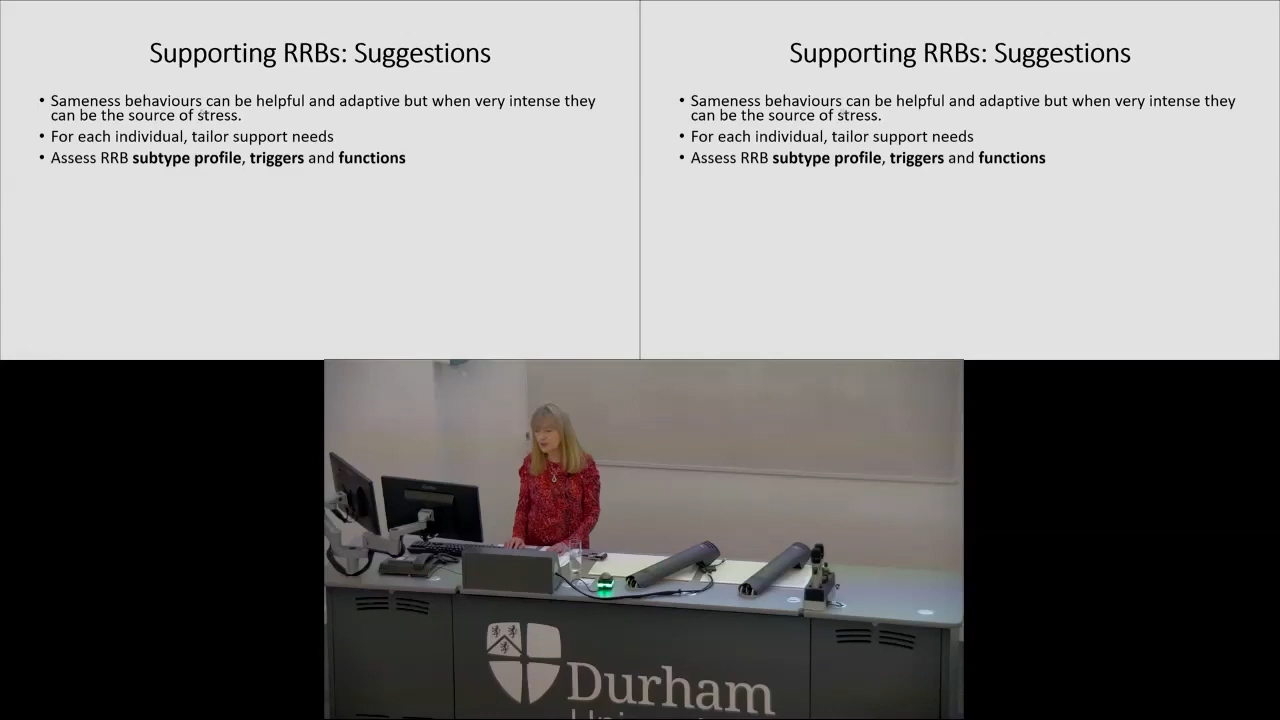 Supporting RRBs: Suggestions
• Sameness behaviours can be helpful and adaptive but when very intense they
can be the source of stress.
• For each individual, tailor support needs
• Assess RRB subtype profile, triggers and functions
Supporting RRBs: Suggestions
• Sameness behaviours can be helpful and adaptive but when very intense they
can be the source of stress.
• For each individual, tailor support needs
• Assess RRB subtype profile, triggers and functions
Durham